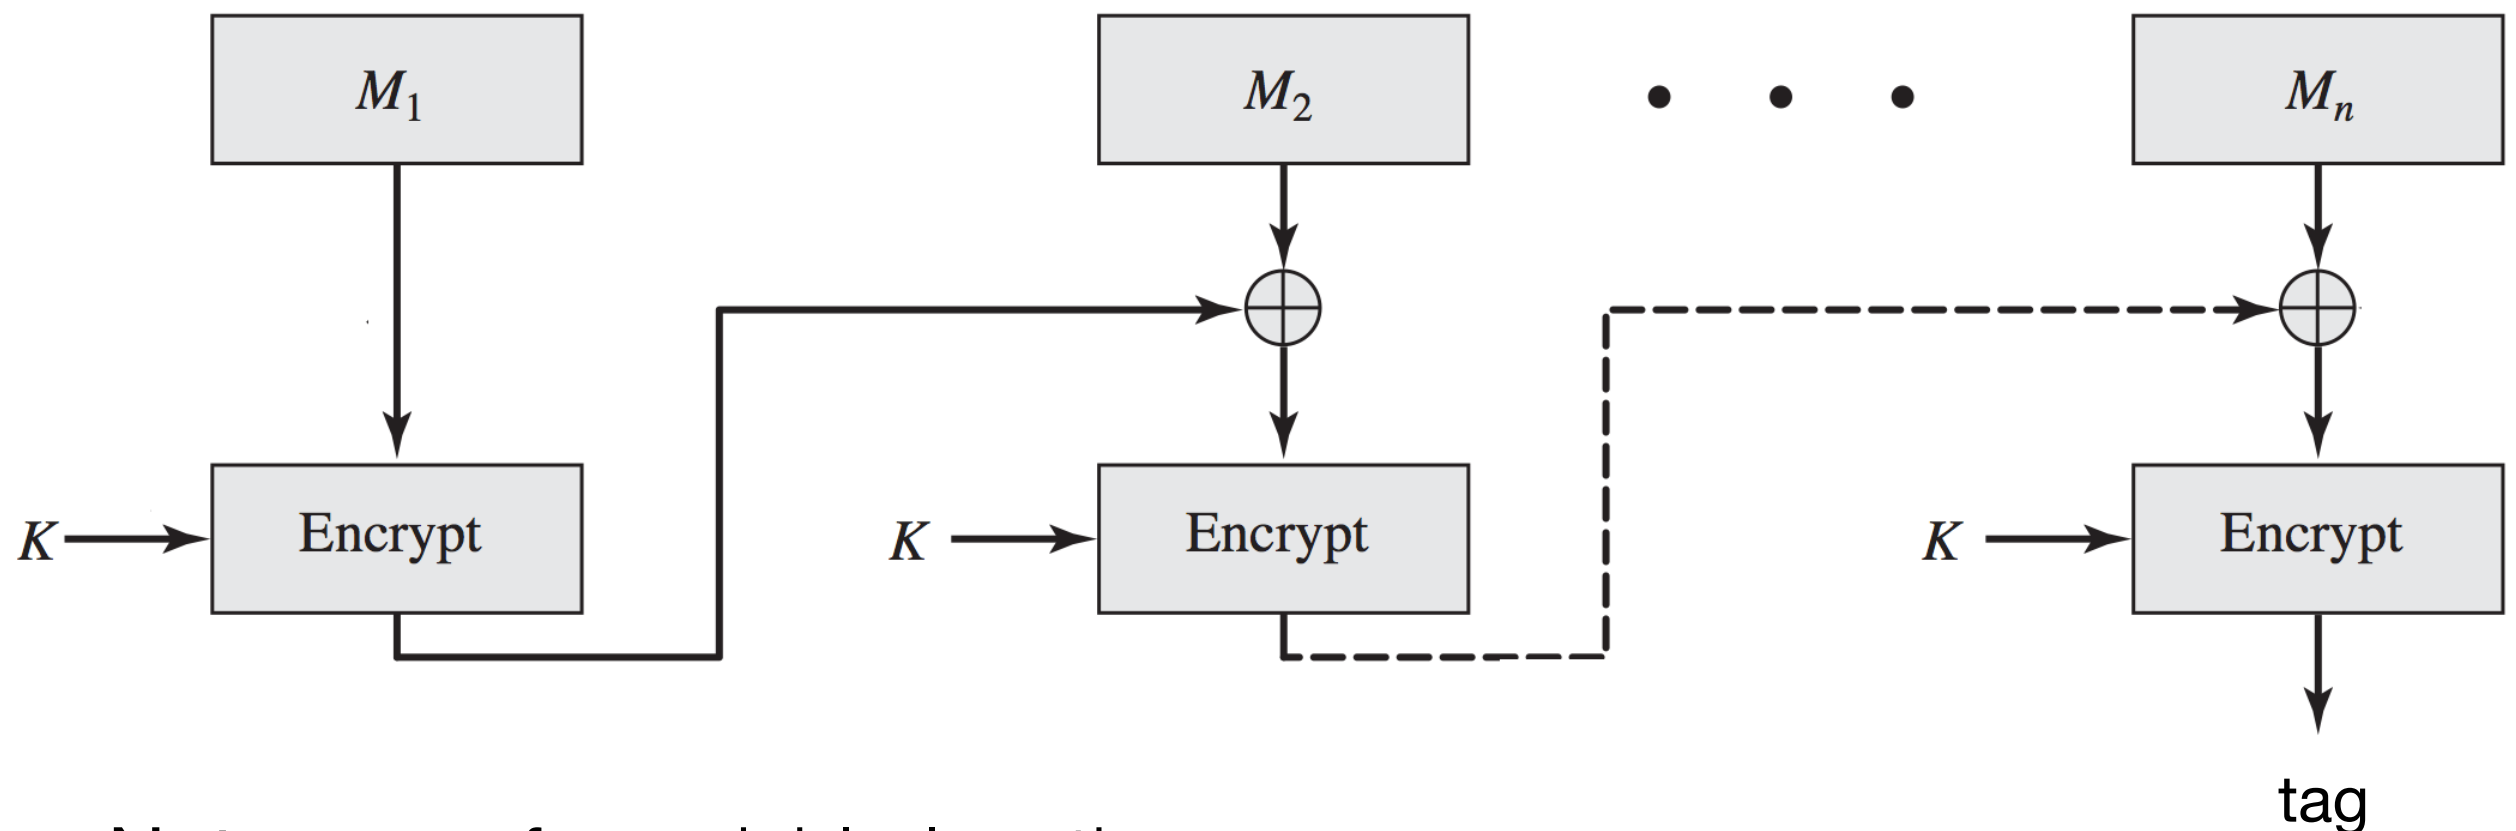 M₁ M₂ • • • Mₙ
K Encrypt K Encrypt K Encrypt
tag